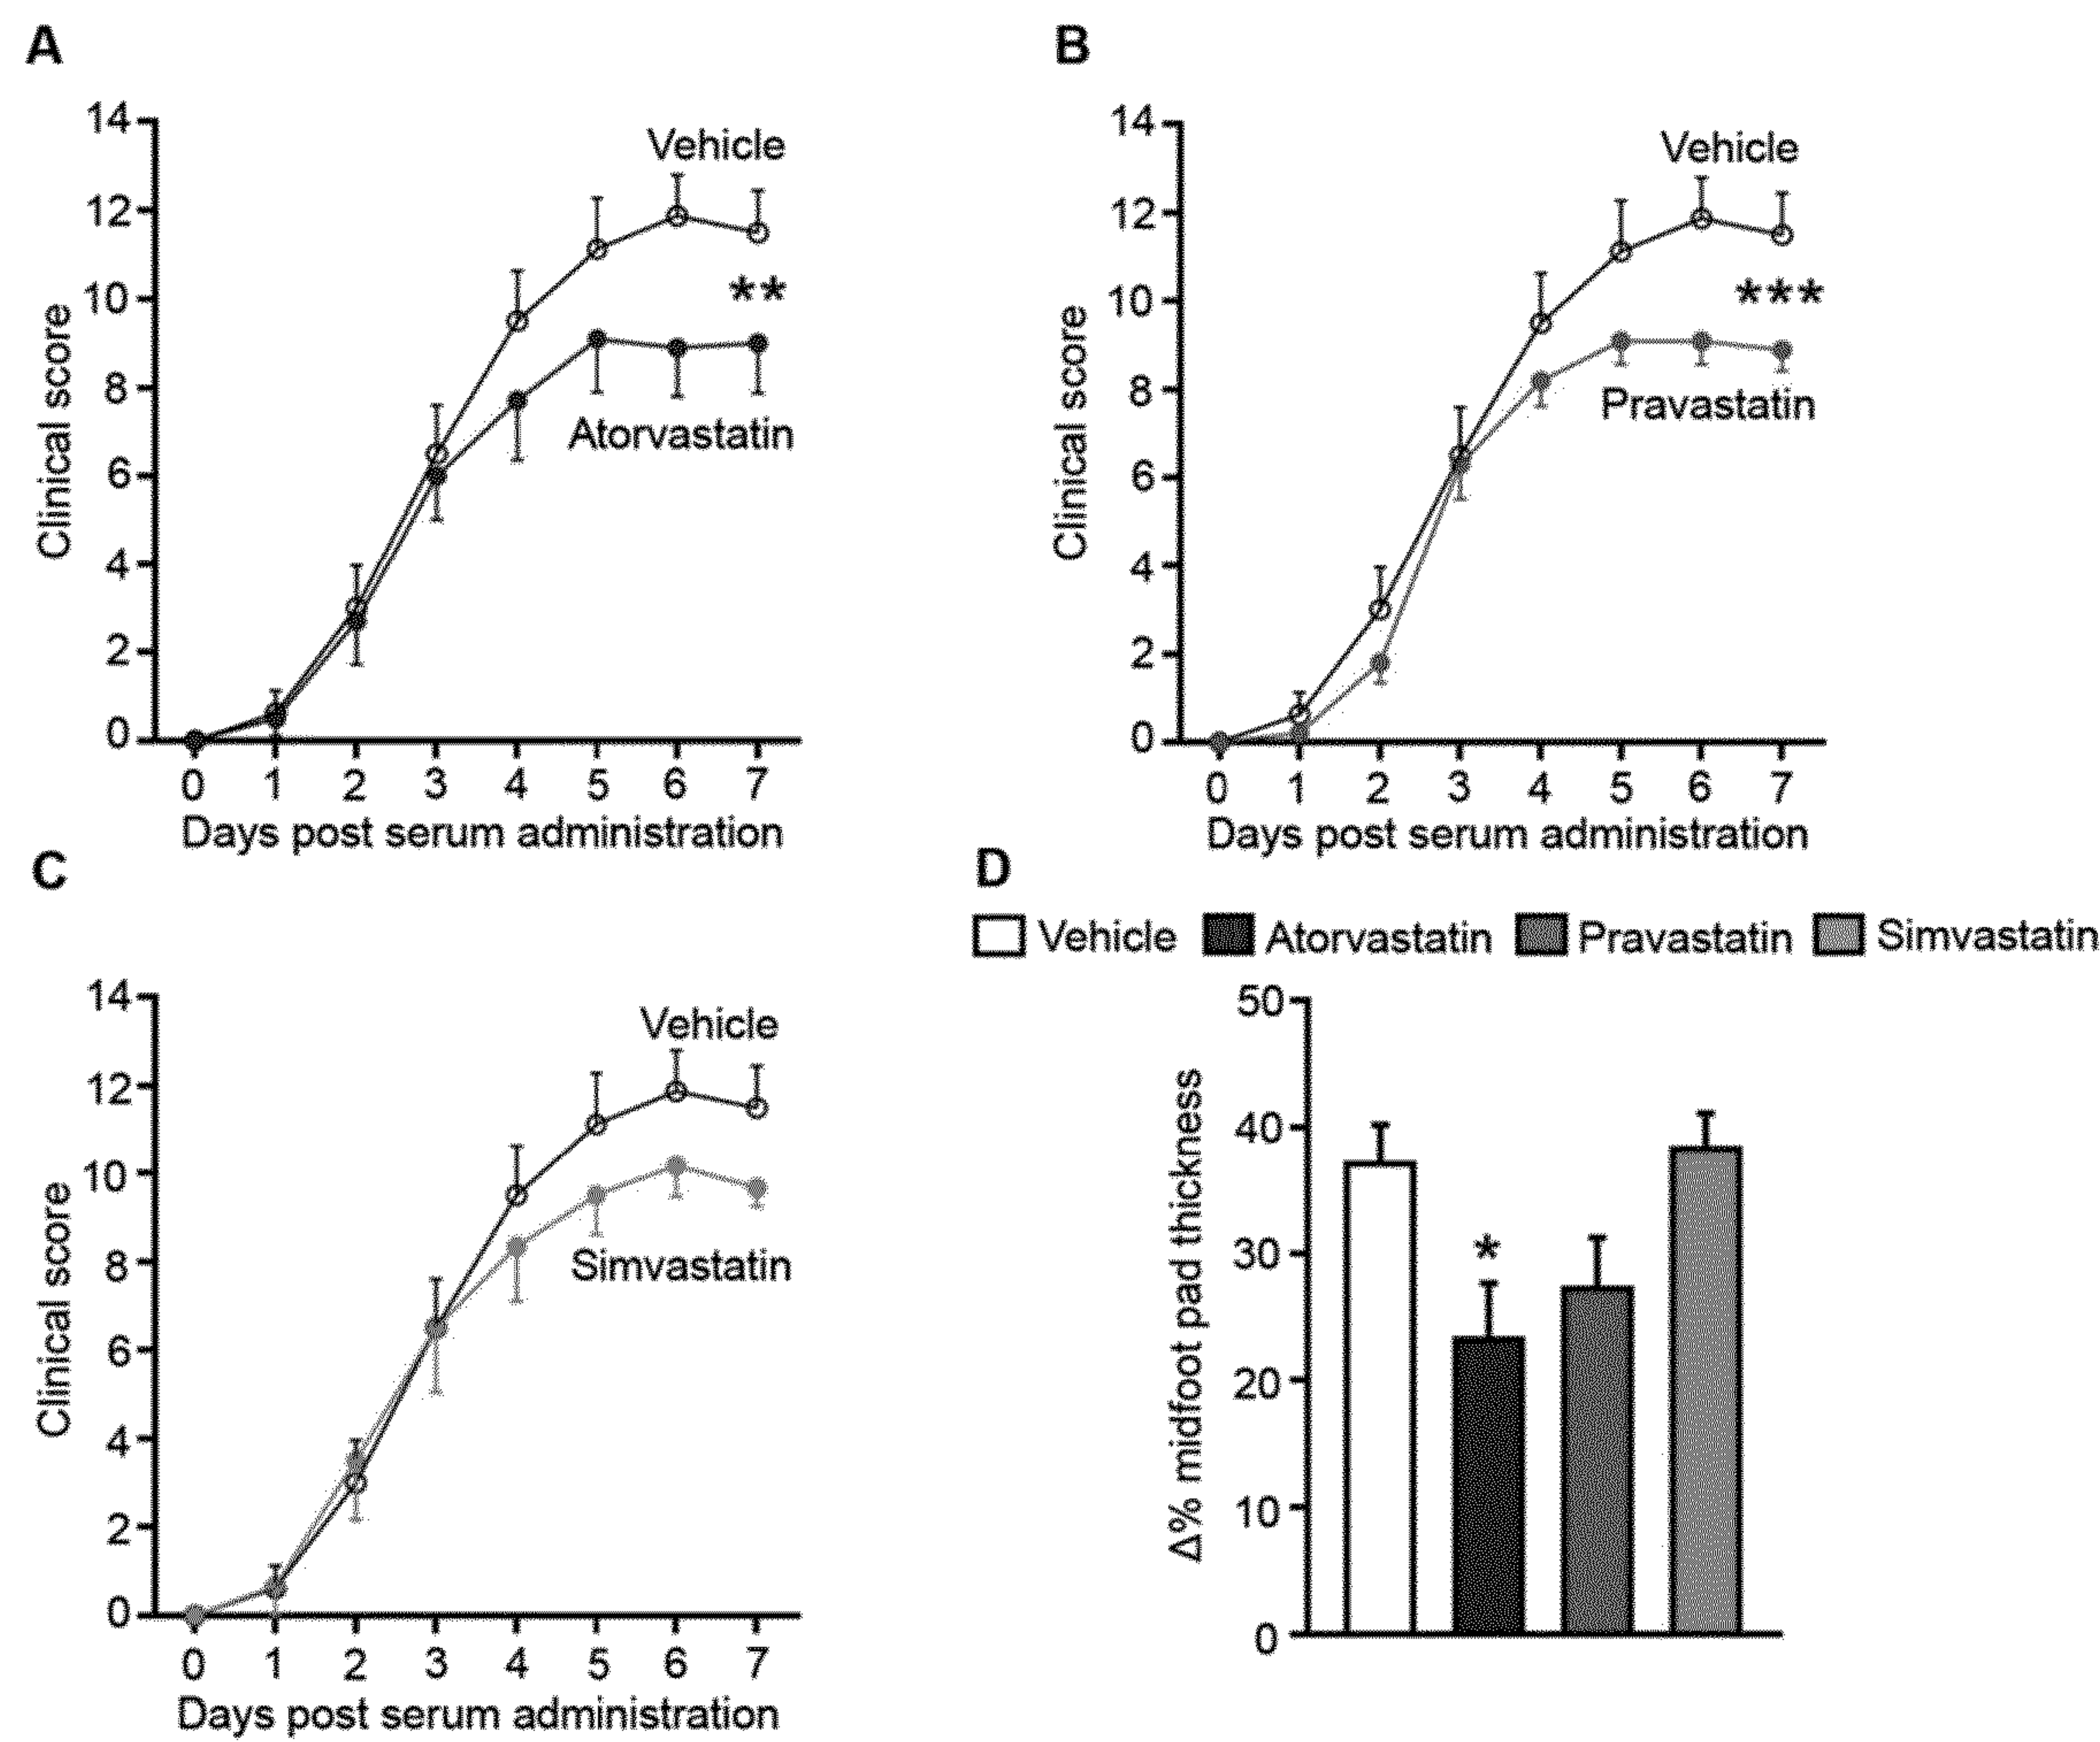 A
14
12
10
8
6
4
2
0
Clinical score
Vehicle
**
Atorvastatin
0 1 2 3 4 5 6 7
Days post serum administration
B
14
12
10
8
6
4
2
0
Clinical score
Vehicle
***
Pravastatin
0 1 2 3 4 5 6 7
Days post serum administration
C
14
12
10
8
6
4
2
0
Clinical score
Vehicle
Simvastatin
0 1 2 3 4 5 6 7
Days post serum administration
D
Vehicle Atorvastatin Pravastatin Simvastatin
50
40
30
20
10
0
Δ% midfoot pad thickness
*